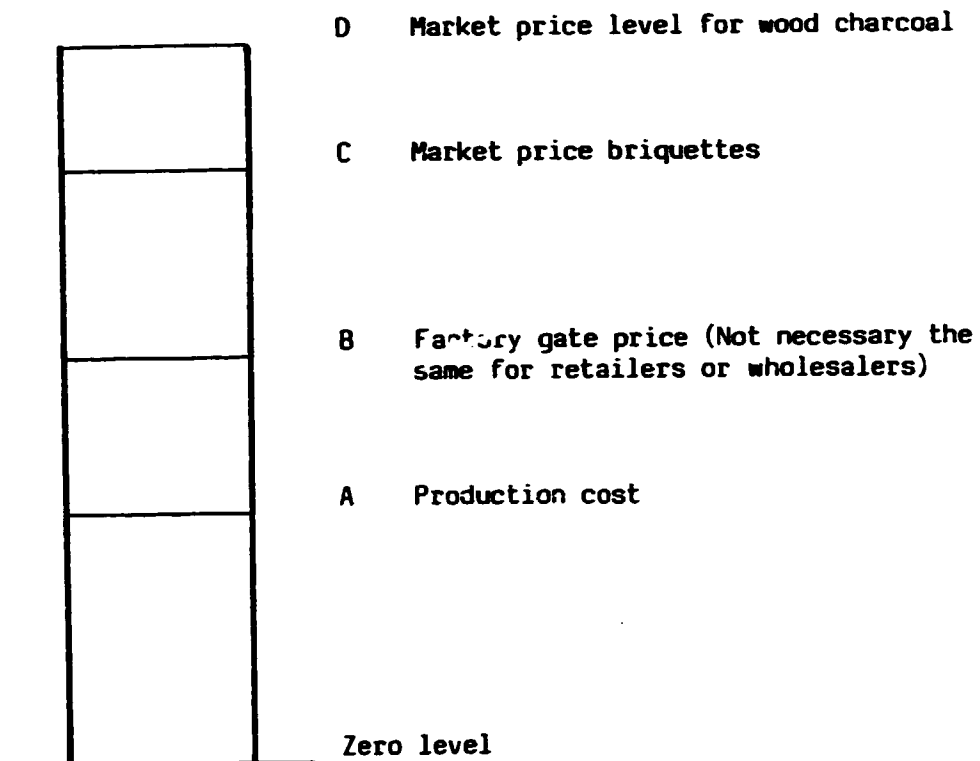 D Market price level for wood charcoal
C Market price briquettes
B Factory gate price (Not necessary the
same for retailers or wholesalers)
A Production cost
Zero level